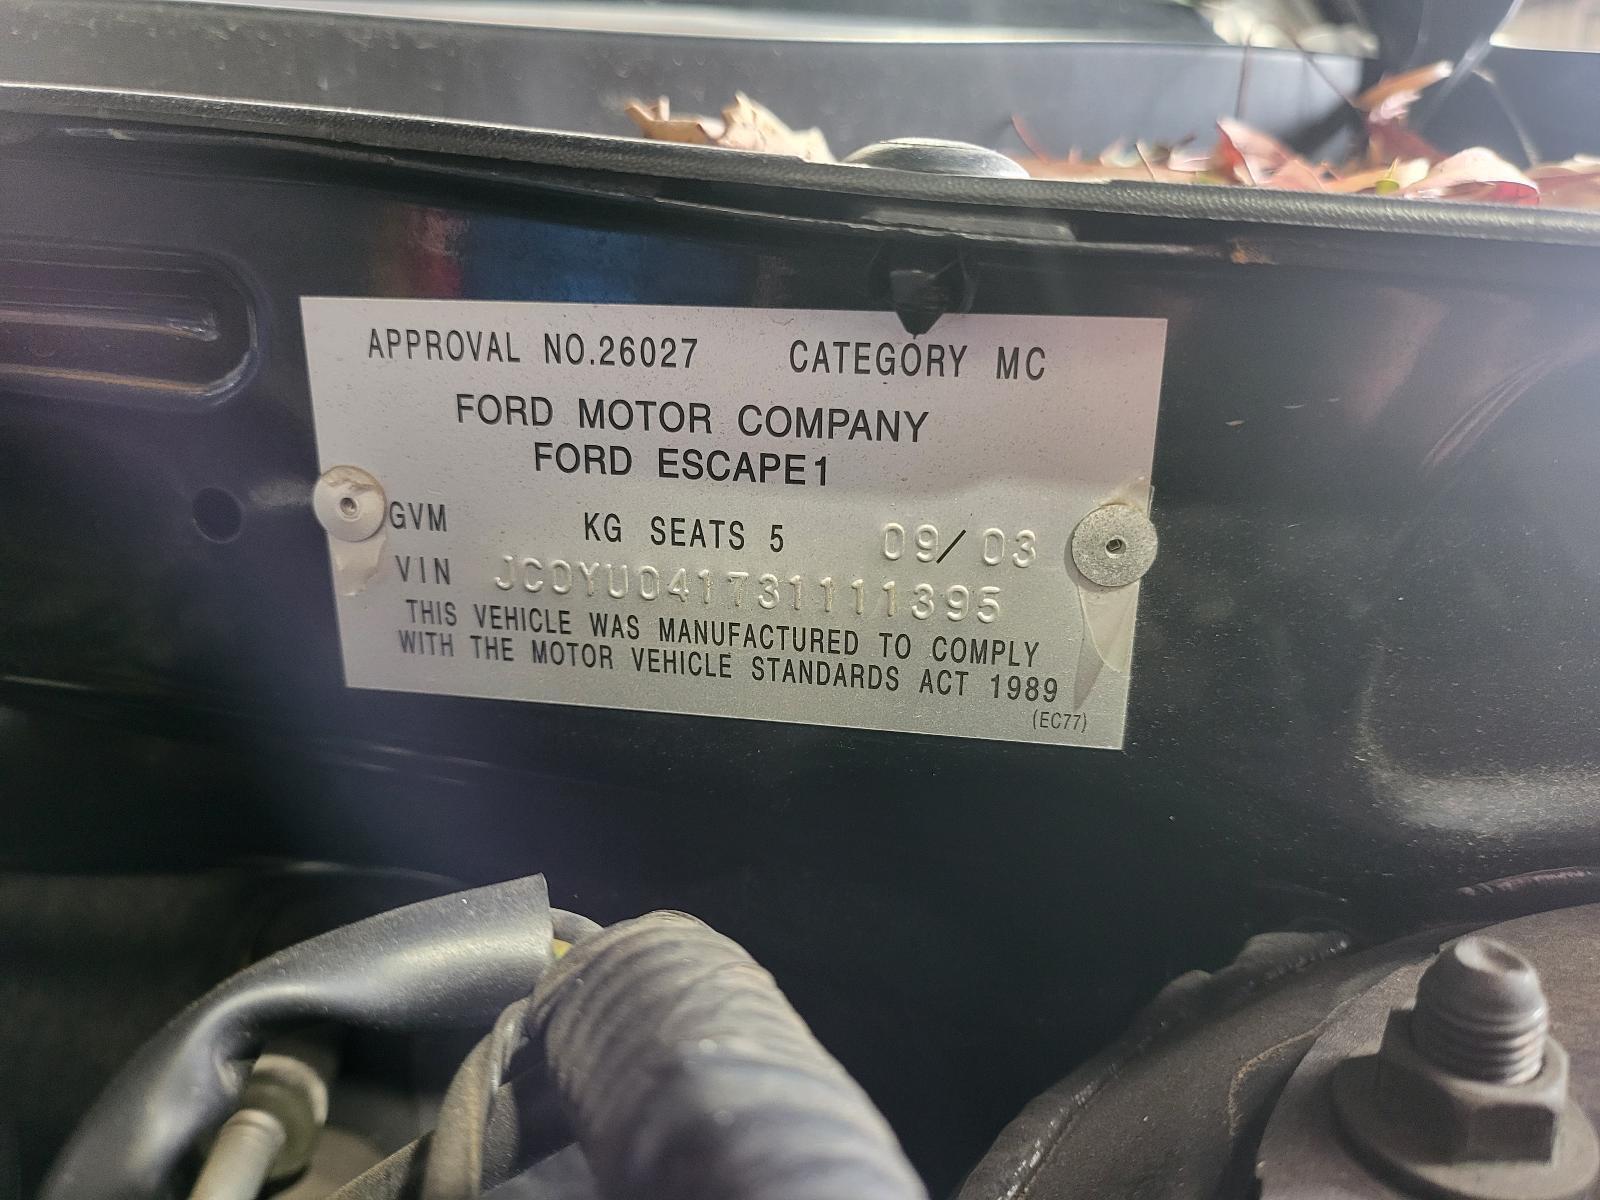 APPROVAL NO.26027 CATEGORY MC
FORD MOTOR COMPANY
FORD ESCAPE1
GVM KG SEATS 5 09/03
VIN JC0YU041731111395
THIS VEHICLE WAS MANUFACTURED TO COMPLY
WITH THE MOTOR VEHICLE STANDARDS ACT 1989
(EC77)